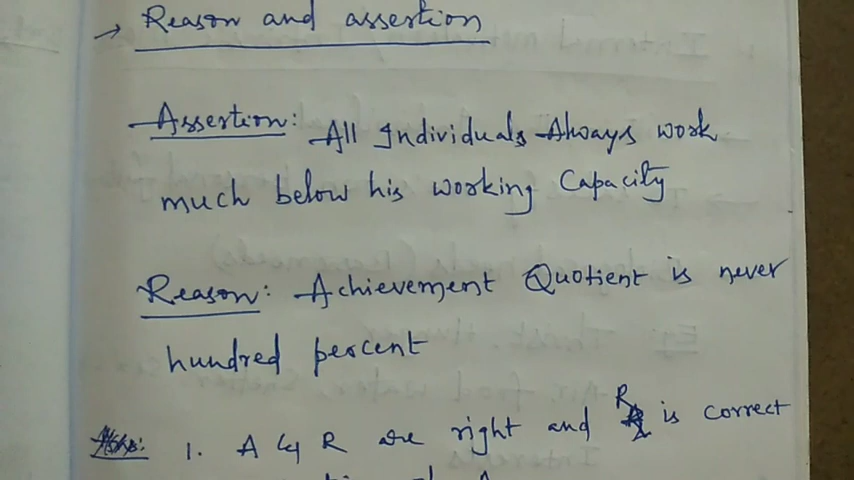 → Reason and assertion
Assertion: All Individuals Always work
much below his working Capacity
Reason: Achievement Quotient is never
hundred percent
1. A & R are right and R is correct